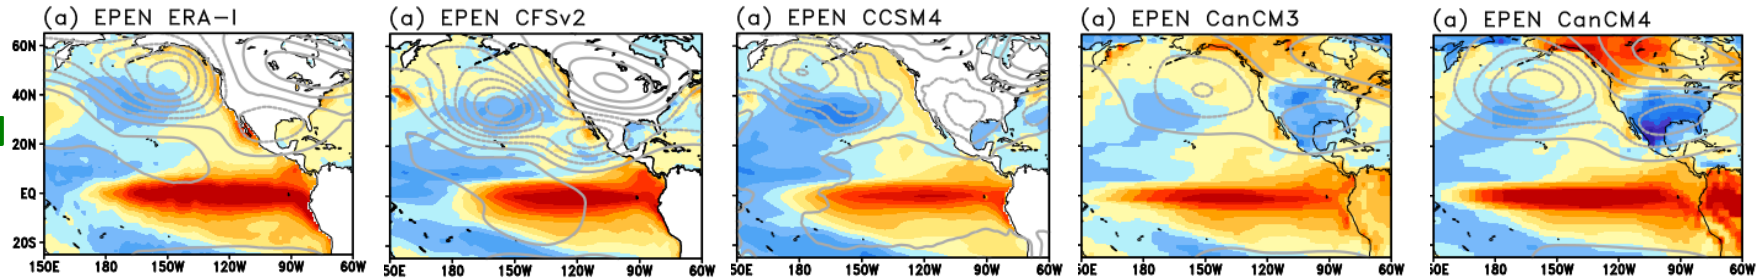 (a) EPEN ERA-I
(a) EPEN CFSv2
(a) EPEN CCSM4
(a) EPEN CanCM3
(a) EPEN CanCM4
60N
40N
20N
EQ
20S
150E 180 150W 120W 90W 60W
50E 180 150W 120W 90W 60W
50E 180 150W 120W 90W 60W
50E 180 150W 120W 90W 60W
50E 180 150W 120W 90W 60W